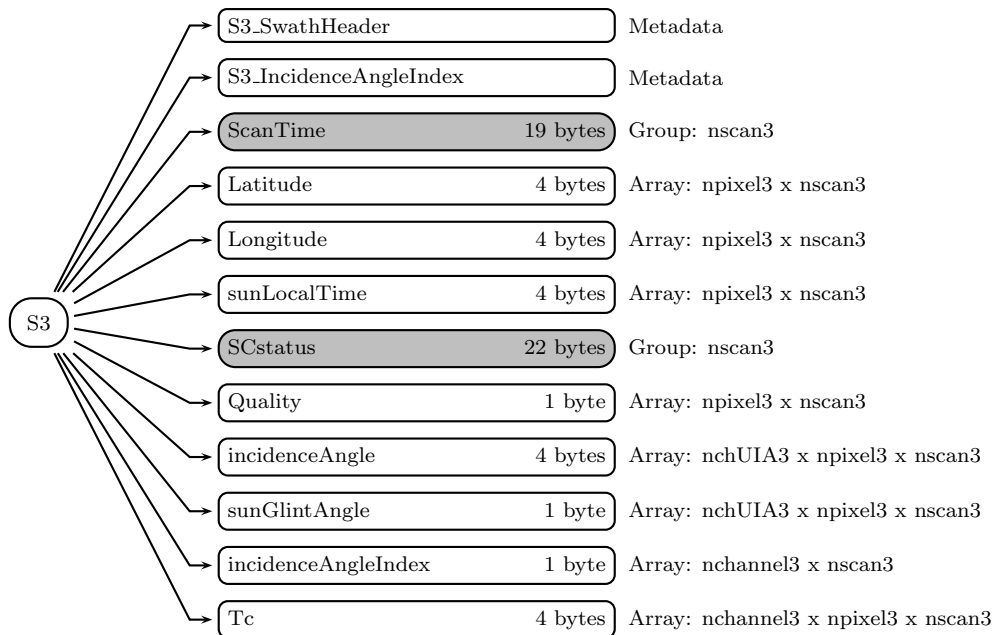 S3_SwathHeader Metadata
S3_IncidenceAngleIndex Metadata
ScanTime 19 bytes Group: nscan3
Latitude 4 bytes Array: npixel3 x nscan3
Longitude 4 bytes Array: npixel3 x nscan3
sunLocalTime 4 bytes Array: npixel3 x nscan3
S3
SCstatus 22 bytes Group: nscan3
Quality 1 byte Array: npixel3 x nscan3
incidenceAngle 4 bytes Array: nchUIA3 x npixel3 x nscan3
sunGlintAngle 1 byte Array: nchUIA3 x npixel3 x nscan3
incidenceAngleIndex 1 byte Array: nchannel3 x nscan3
Tc 4 bytes Array: nchannel3 x npixel3 x nscan3